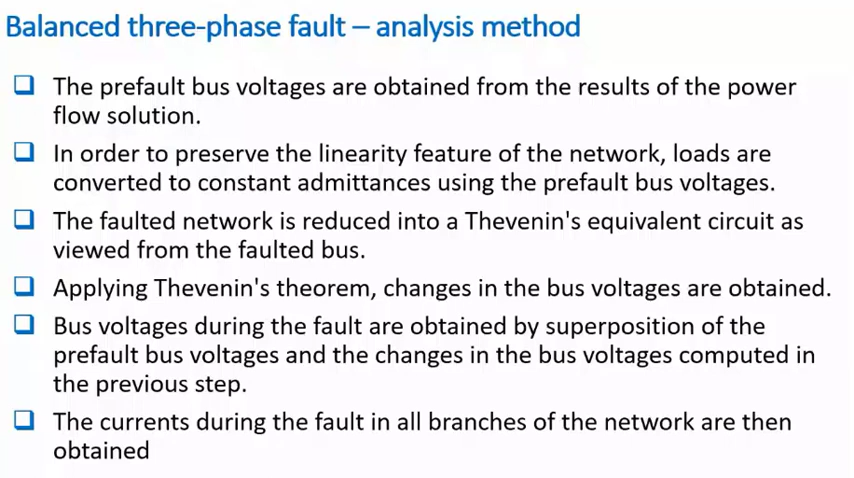 Balanced three-phase fault – analysis method
The prefault bus voltages are obtained from the results of the power
flow solution.
In order to preserve the linearity feature of the network, loads are
converted to constant admittances using the prefault bus voltages.
The faulted network is reduced into a Thevenin's equivalent circuit as
viewed from the faulted bus.
Applying Thevenin's theorem, changes in the bus voltages are obtained.
Bus voltages during the fault are obtained by superposition of the
prefault bus voltages and the changes in the bus voltages computed in
the previous step.
The currents during the fault in all branches of the network are then
obtained